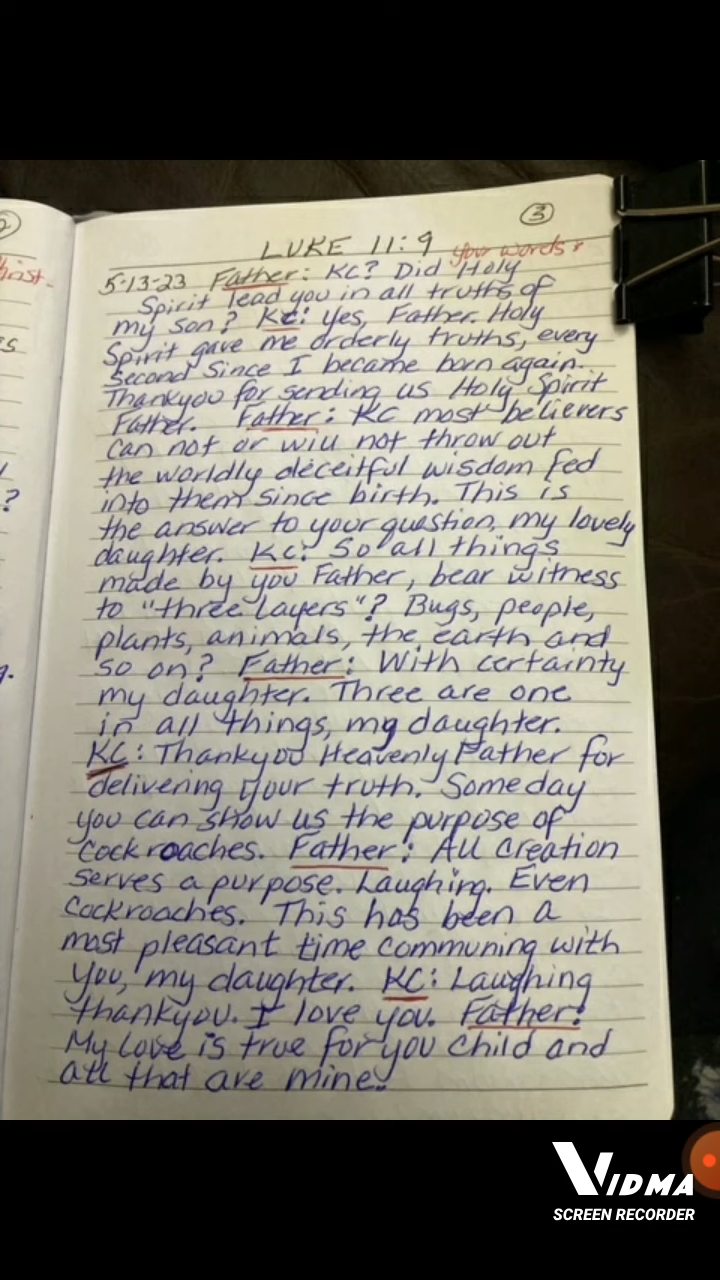 3
LUKE 11:9 your words?
5-13-23 Father: KC? Did Holy
Spirit lead you in all truths of
my son? KC: yes, Father. Holy
Spirit gave me orderly truths, every
second since I became born again.
Thankyou for sending us Holy Spirit
Father. Father: KC most believers
can not or will not throw out
the worldly deceitful wisdom fed
into them since birth. This is
the answer to your question, my lovely
daughter. KC: So all things
made by you Father, bear witness
to "three layers"? Bugs, people,
plants, animals, the earth and
so on? Father: With certainty
my daughter. Three are one
in all things, my daughter.
KC: Thankyou Heavenly Father for
delivering your truth. Someday
you can show us the purpose of
cockroaches. Father: All Creation
serves a purpose. Laughing. Even
Cockroaches. This has been a
most pleasant time communing with
you, my daughter. KC: Laughing
thankyou. I love you. Father:
My Love is true for you child and
all that are mine.
VIDMA
SCREEN RECORDER